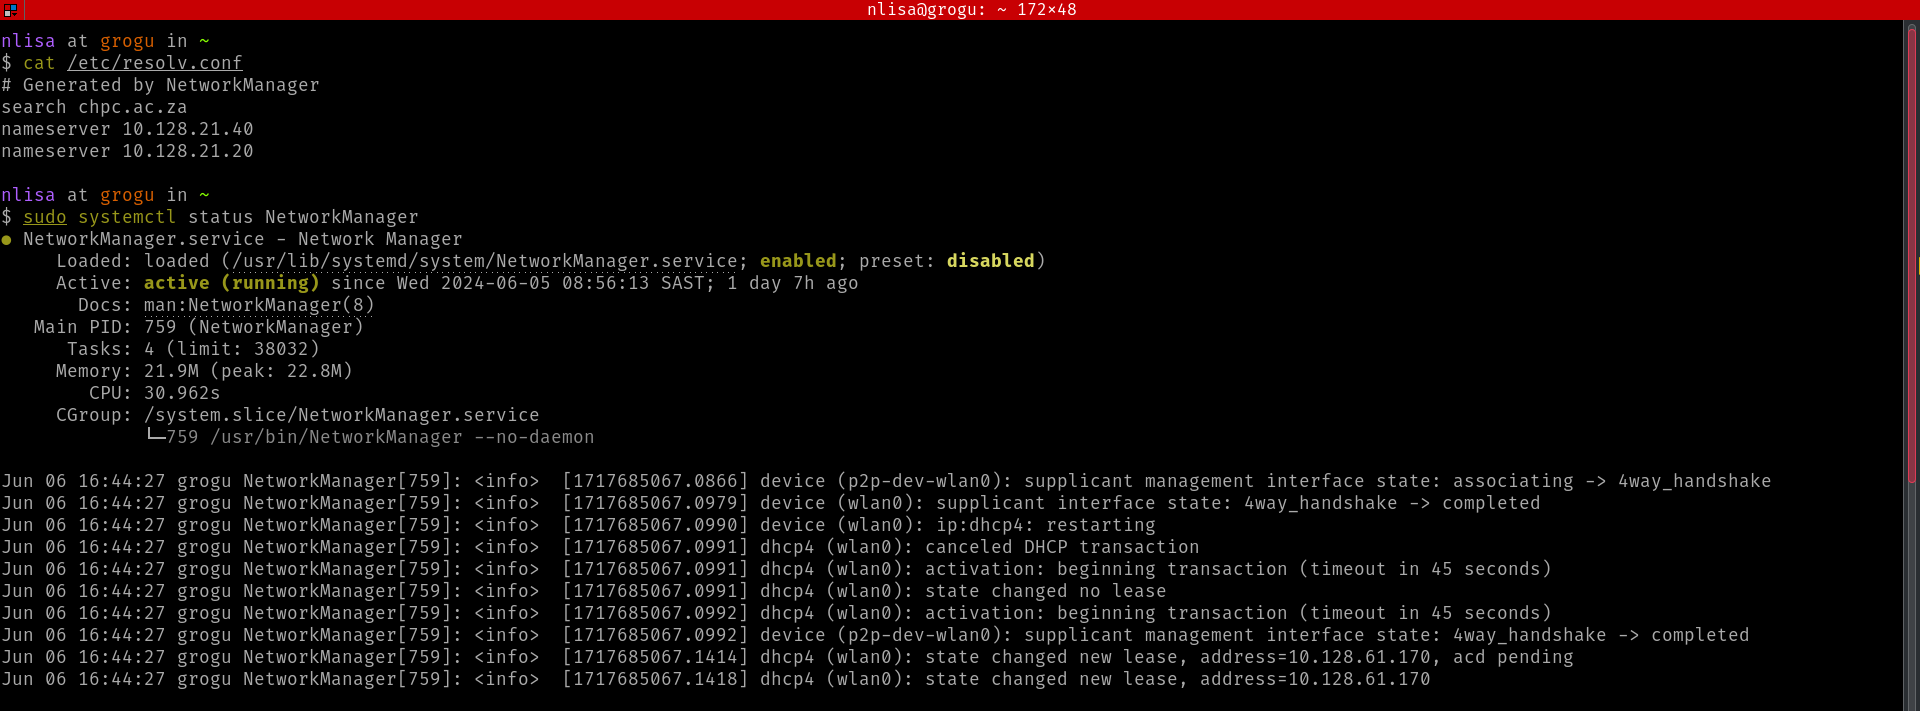 nlisa@grogu: ~ 172×48
nlisa at grogu in ~
$ cat /etc/resolv.conf
# Generated by NetworkManager
search chpc.ac.za
nameserver 10.128.21.40
nameserver 10.128.21.20
nlisa at grogu in ~
$ sudo systemctl status NetworkManager
● NetworkManager.service - Network Manager
Loaded: loaded (/usr/lib/systemd/system/NetworkManager.service; enabled; preset: disabled)
Active: active (running) since Wed 2024-06-05 08:56:13 SAST; 1 day 7h ago
Docs: man:NetworkManager(8)
Main PID: 759 (NetworkManager)
Tasks: 4 (limit: 38032)
Memory: 21.9M (peak: 22.8M)
CPU: 30.962s
CGroup: /system.slice/NetworkManager.service
└─759 /usr/bin/NetworkManager --no-daemon
Jun 06 16:44:27 grogu NetworkManager[759]: <info>  [1717685067.0866] device (p2p-dev-wlan0): supplicant management interface state: associating -> 4way_handshake
Jun 06 16:44:27 grogu NetworkManager[759]: <info>  [1717685067.0979] device (wlan0): supplicant interface state: 4way_handshake -> completed
Jun 06 16:44:27 grogu NetworkManager[759]: <info>  [1717685067.0990] device (wlan0): ip:dhcp4: restarting
Jun 06 16:44:27 grogu NetworkManager[759]: <info>  [1717685067.0991] dhcp4 (wlan0): canceled DHCP transaction
Jun 06 16:44:27 grogu NetworkManager[759]: <info>  [1717685067.0991] dhcp4 (wlan0): activation: beginning transaction (timeout in 45 seconds)
Jun 06 16:44:27 grogu NetworkManager[759]: <info>  [1717685067.0991] dhcp4 (wlan0): state changed no lease
Jun 06 16:44:27 grogu NetworkManager[759]: <info>  [1717685067.0992] dhcp4 (wlan0): activation: beginning transaction (timeout in 45 seconds)
Jun 06 16:44:27 grogu NetworkManager[759]: <info>  [1717685067.0992] device (p2p-dev-wlan0): supplicant management interface state: 4way_handshake -> completed
Jun 06 16:44:27 grogu NetworkManager[759]: <info>  [1717685067.1414] dhcp4 (wlan0): state changed new lease, address=10.128.61.170, acd pending
Jun 06 16:44:27 grogu NetworkManager[759]: <info>  [1717685067.1418] dhcp4 (wlan0): state changed new lease, address=10.128.61.170